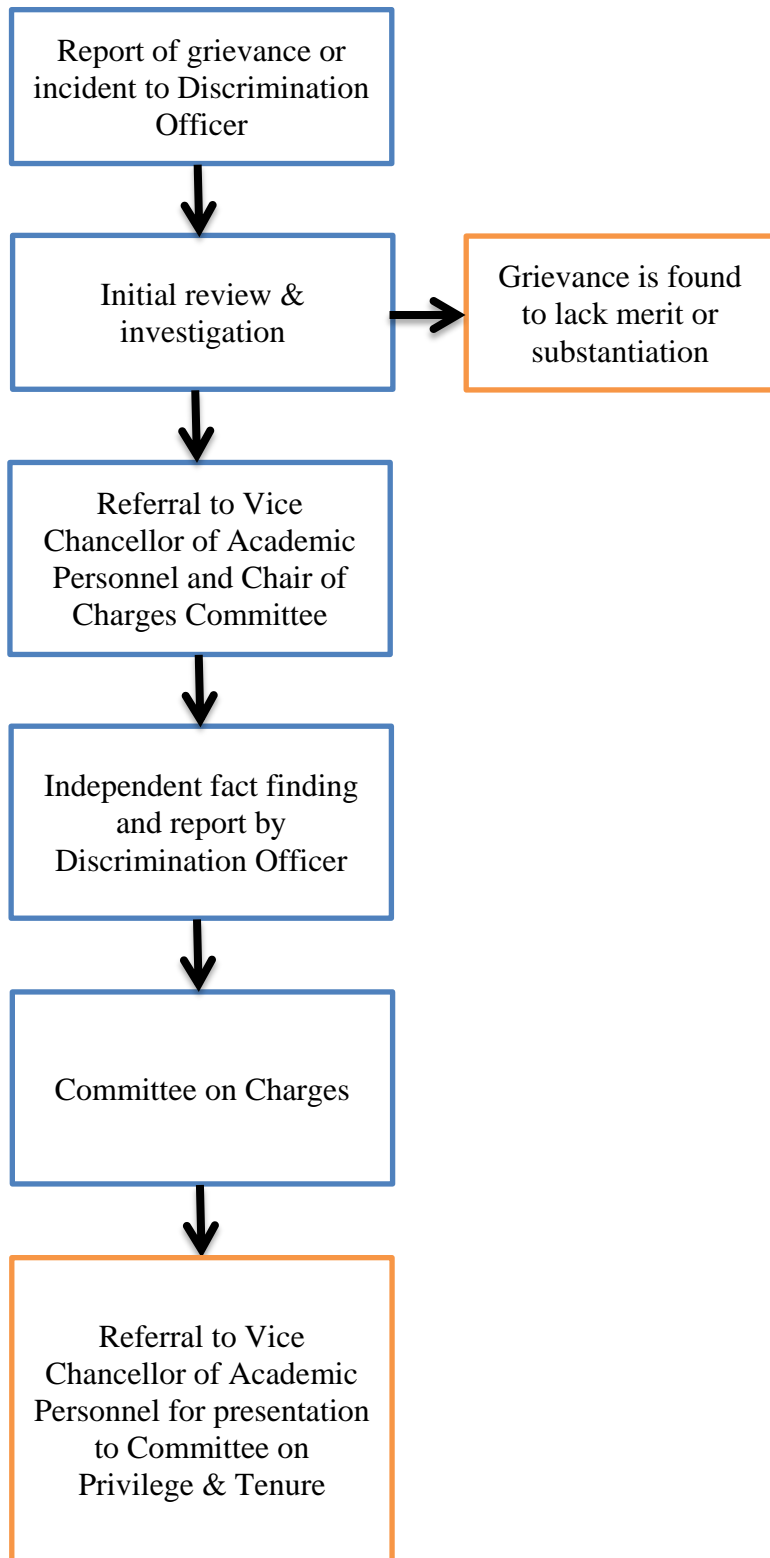 Report of grievance or
incident to Discrimination
Officer
Initial review &
investigation
Grievance is found
to lack merit or
substantiation
Referral to Vice
Chancellor of Academic
Personnel and Chair of
Charges Committee
Independent fact finding
and report by
Discrimination Officer
Committee on Charges
Referral to Vice
Chancellor of Academic
Personnel for presentation
to Committee on
Privilege & Tenure